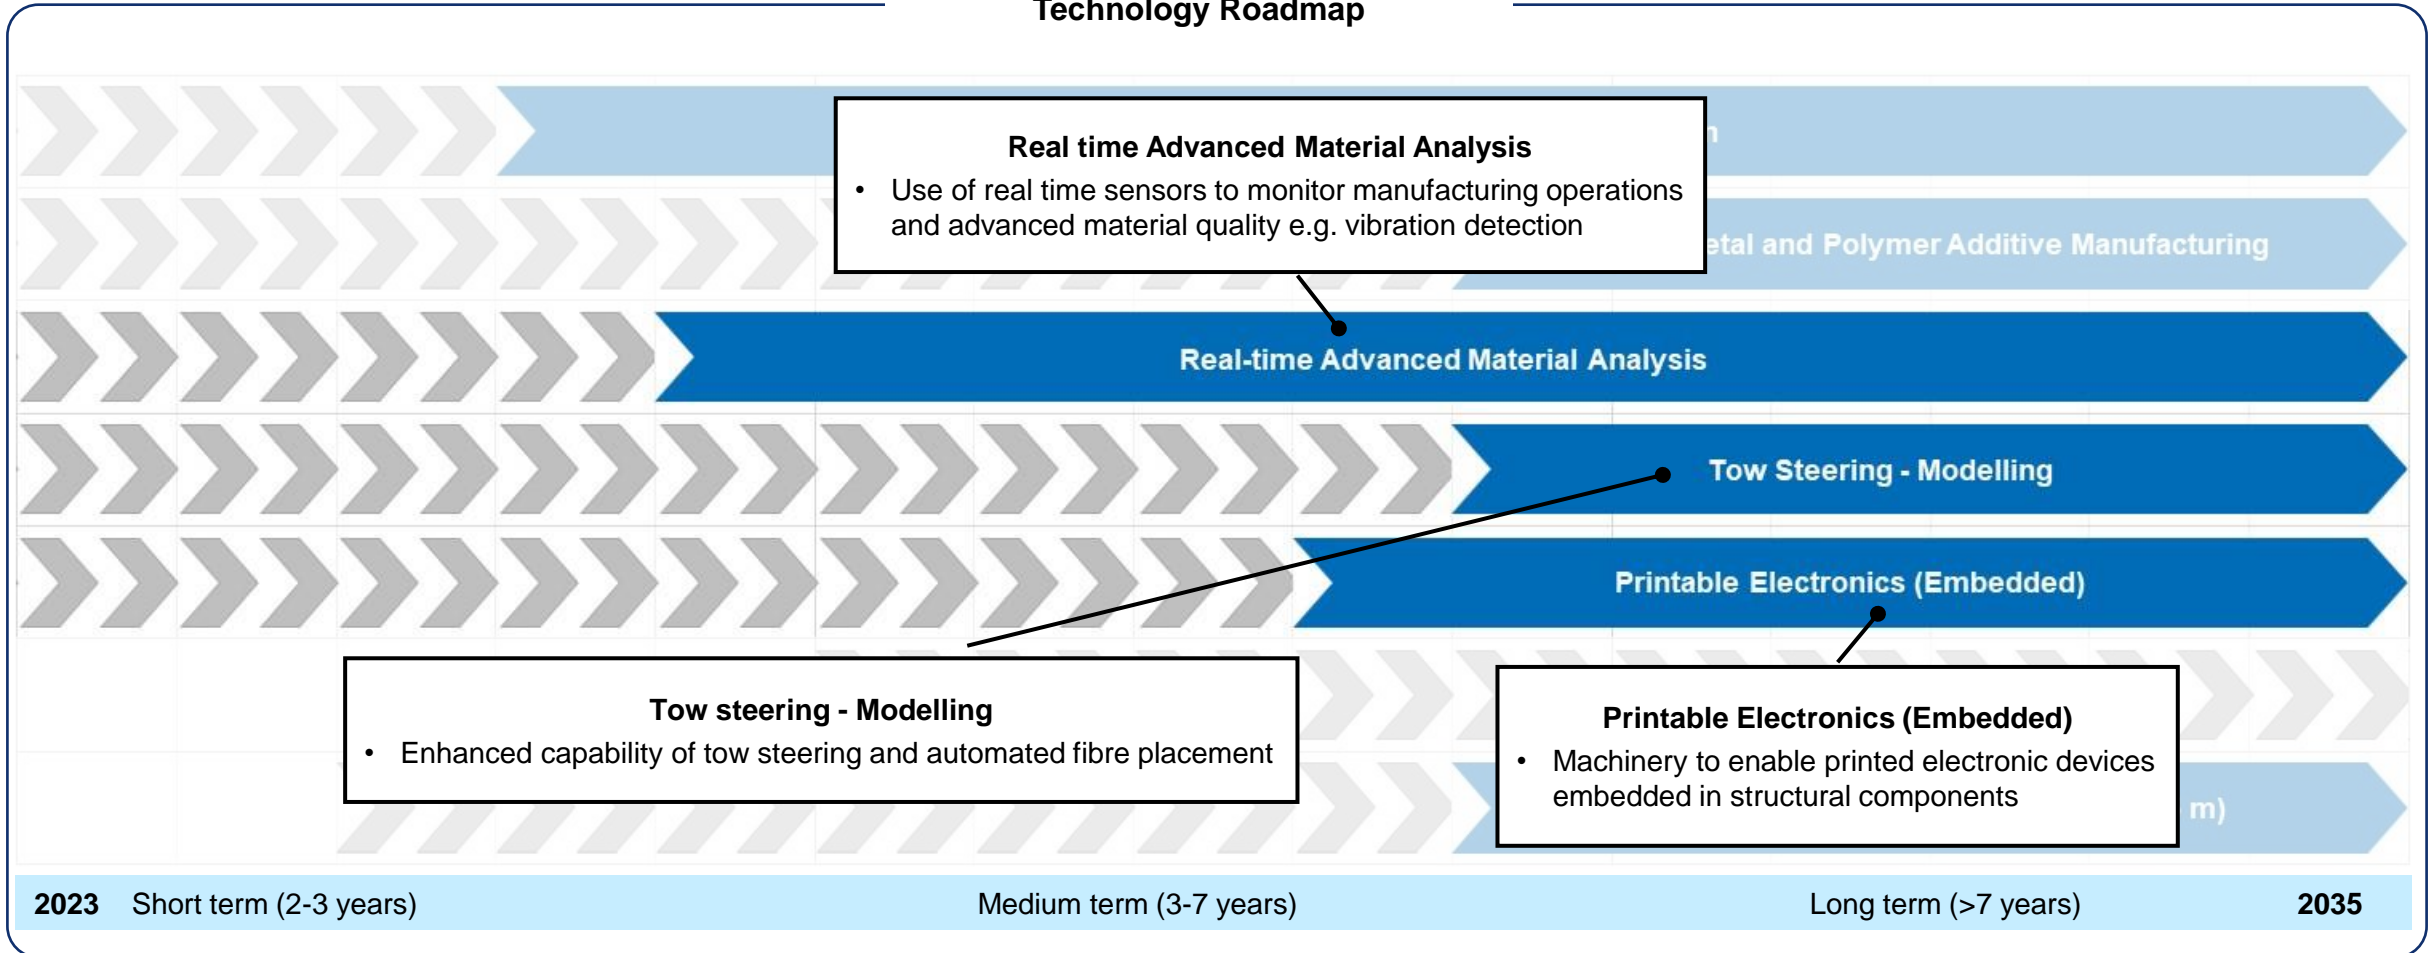 Technology Roadmap
Real time Advanced Material Analysis
• Use of real time sensors to monitor manufacturing operations
and advanced material quality e.g. vibration detection
and Polymer Additive Manufacturing
Real-time Advanced Material Analysis
Tow Steering - Modelling
Printable Electronics (Embedded)
Tow steering - Modelling
• Enhanced capability of tow steering and automated fibre placement
Printable Electronics (Embedded)
• Machinery to enable printed electronic devices
embedded in structural components
m)
2023 Short term (2-3 years) Medium term (3-7 years) Long term (>7 years) 2035